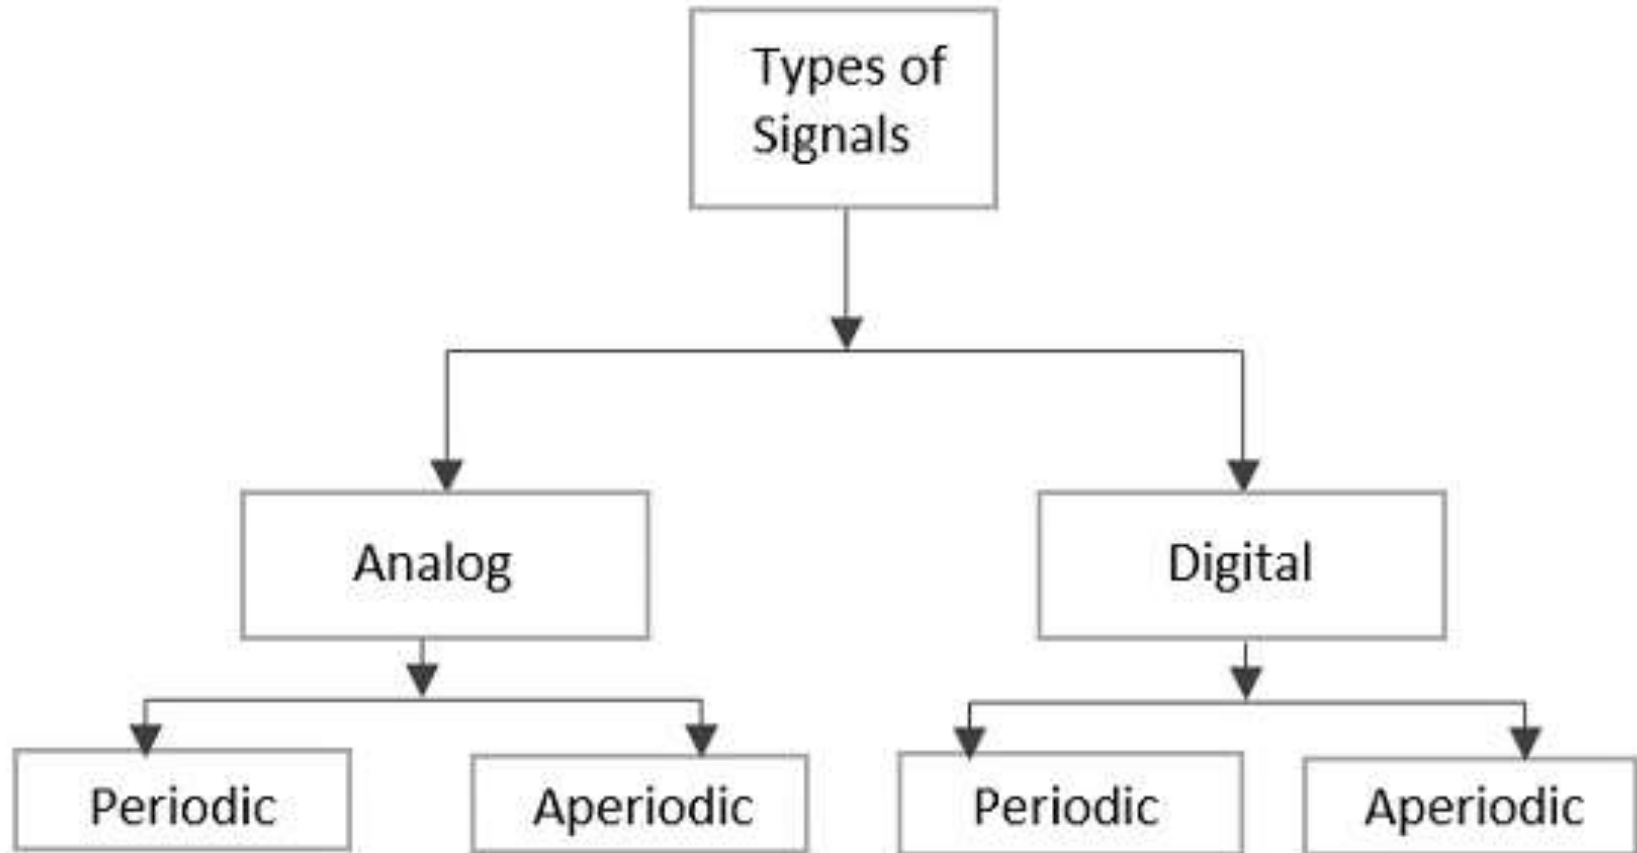 Types of
Signals
Analog
Digital
Periodic
Aperiodic
Periodic
Aperiodic